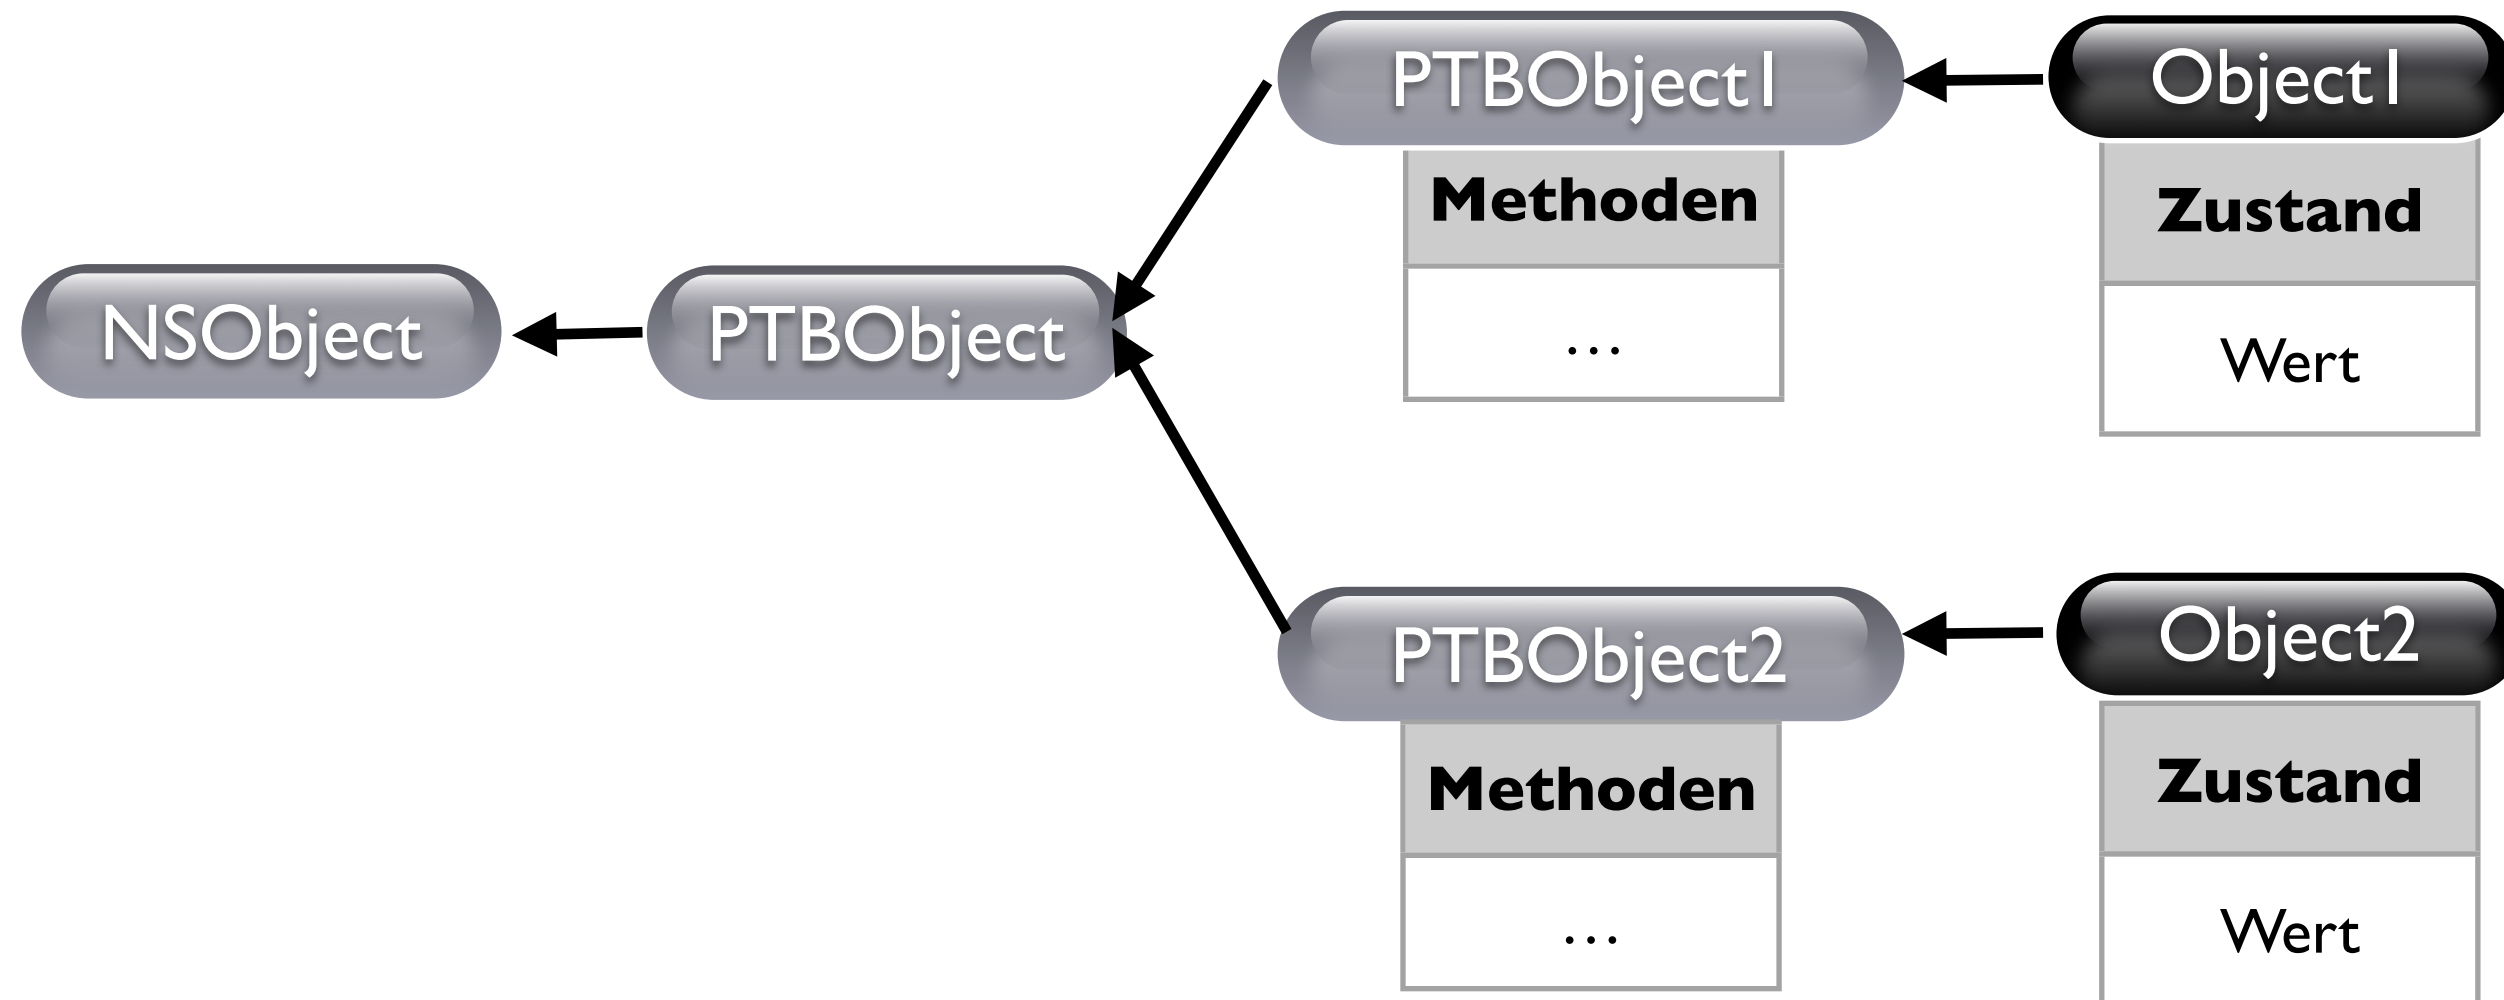 PTBObject1
Object1
Methoden
Zustand
...
Wert
NSObject
PTBObject
PTBObject2
Object2
Methoden
Zustand
...
Wert